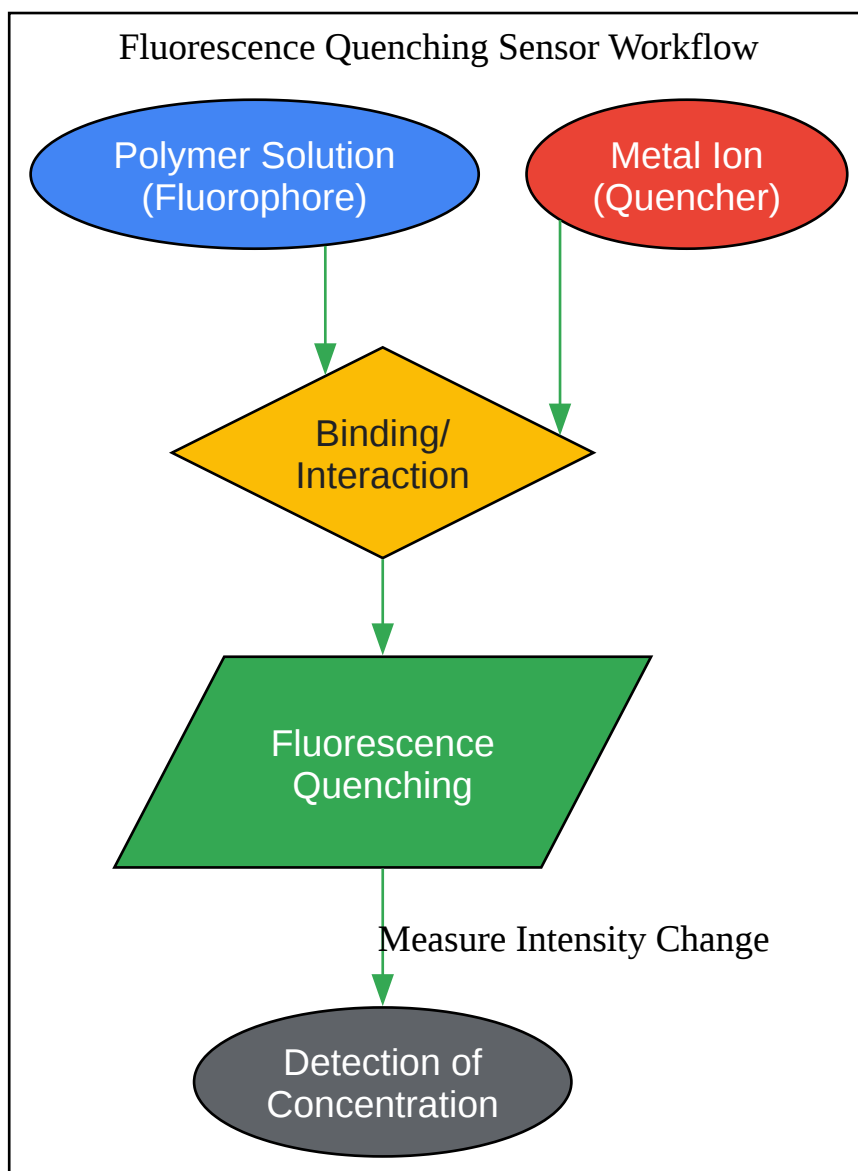 Fluorescence Quenching Sensor Workflow
Polymer Solution
(Fluorophore)
Metal Ion
(Quencher)
Binding/
Interaction
Fluorescence
Quenching
Measure Intensity Change
Detection of
Concentration